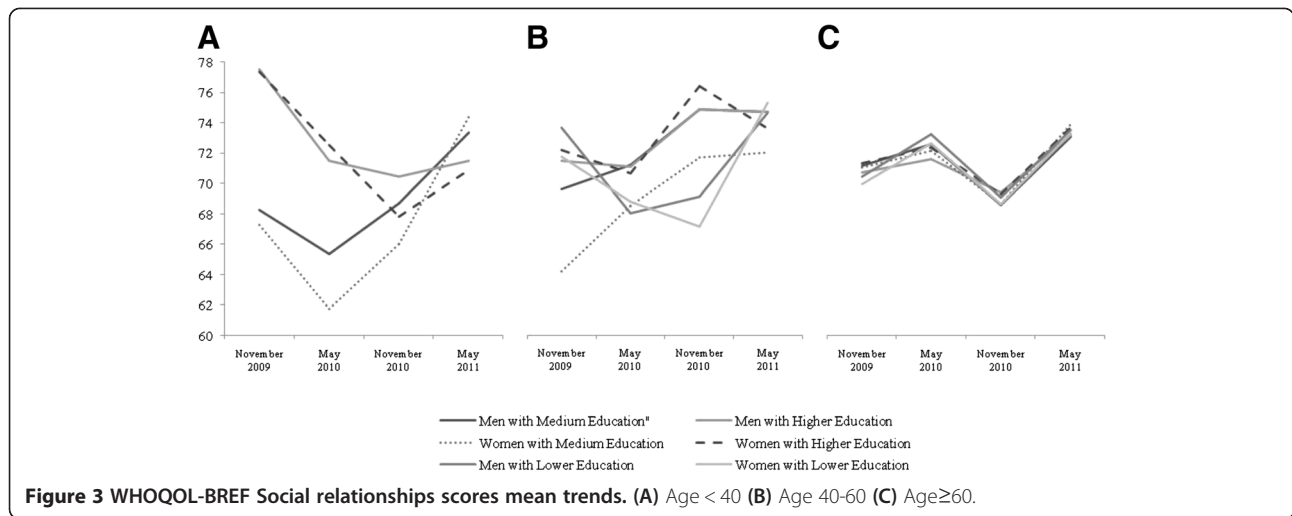 A B C
78
76
74
72
70
68
66
64
62
60
November 2009 May 2010 November 2010 May 2011
November 2009 May 2010 November 2010 May 2011
November 2009 May 2010 November 2010 May 2011
Men with Medium Education* Men with Higher Education
Women with Medium Education Women with Higher Education
Men with Lower Education Women with Lower Education
Figure 3 WHOQOL-BREF Social relationships scores mean trends. (A) Age < 40 (B) Age 40-60 (C) Age≥60.